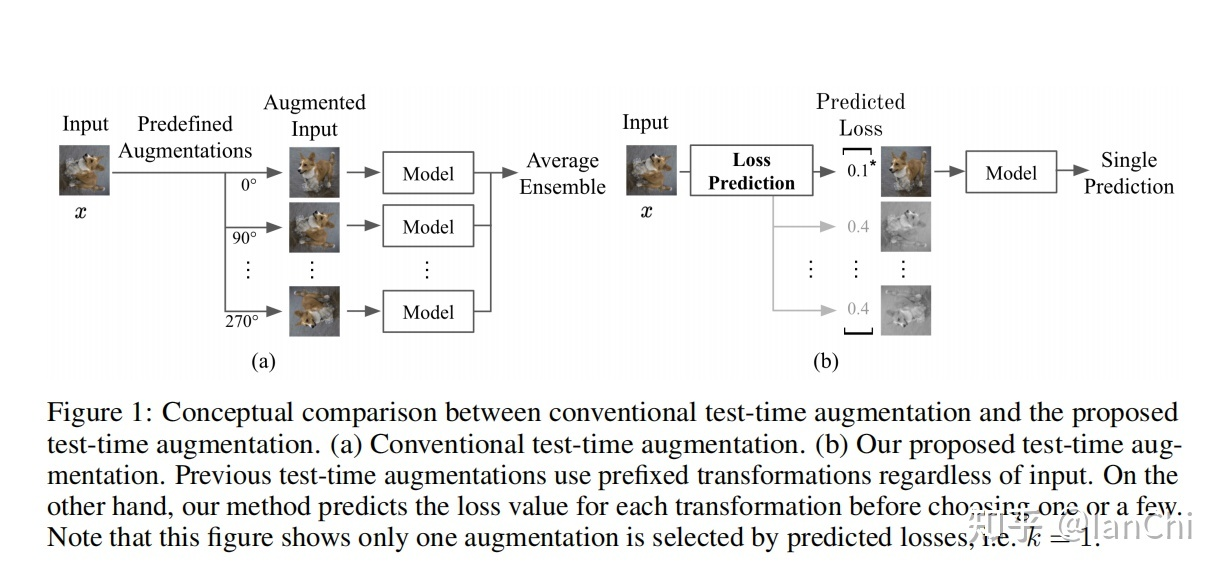 Input
Predefined
Augmentations
Augmented
Input
0°
90°
270°
Model
Model
Model
Average
Ensemble
x
(a)
Input
x
Loss
Prediction
Predicted
Loss
0.1*
0.4
0.4
Model
Single
Prediction
(b)
Figure 1: Conceptual comparison between conventional test-time augmentation and the proposed
test-time augmentation. (a) Conventional test-time augmentation. (b) Our proposed test-time aug-
mentation. Previous test-time augmentations use prefixed transformations regardless of input. On the
other hand, our method predicts the loss value for each transformation before choosing one or a few.
Note that this figure shows only one augmentation is selected by predicted losses, i.e. k = 1.
知乎 @IanChi